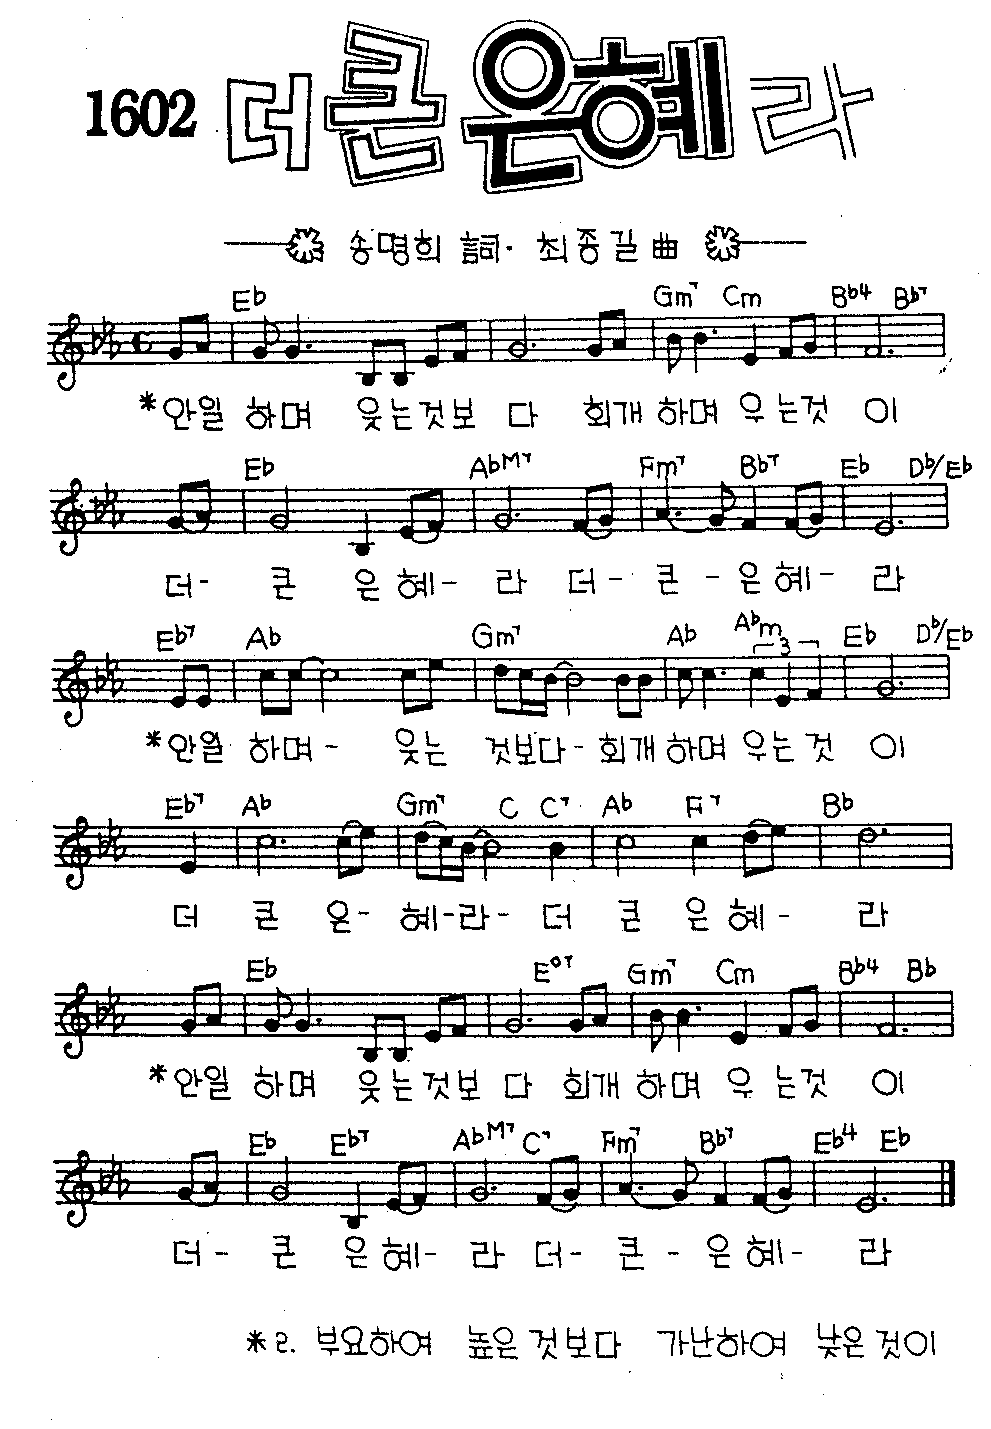 1602 더 큰 은혜라
송명희 詞· 최종길 曲
Eb Gm7 Cm Bb4 Bb7
*안일 하며 웃는것보 다 회개 하며 우 는것 이
Eb AbM7 Fm7 Bb7 Eb Db/Eb
더- 큰 은 혜- 라 더- 큰 - 은 혜- 라
Eb7 Ab Gm7 Ab Abm 3 Eb Db/Eb
*안일 하며- 웃는 것보다- 회개 하며 우는 것 이
Eb7 Ab Gm7 C C7 Ab F7 Bb
더 큰 은- 혜-라- 더 큰 은 혜- 라
Eb E°7 Gm7 Cm Bb4 Bb
*안일 하며 웃는것보 다 회개 하며 우 는것 이
Eb Eb7 AbM7 C7 Fm7 Bb7 Eb4 Eb
더- 큰 은 혜- 라 더- 큰 - 은 혜- 라
*2. 부요하여 높은 것보다 가난하여 낮은 것이